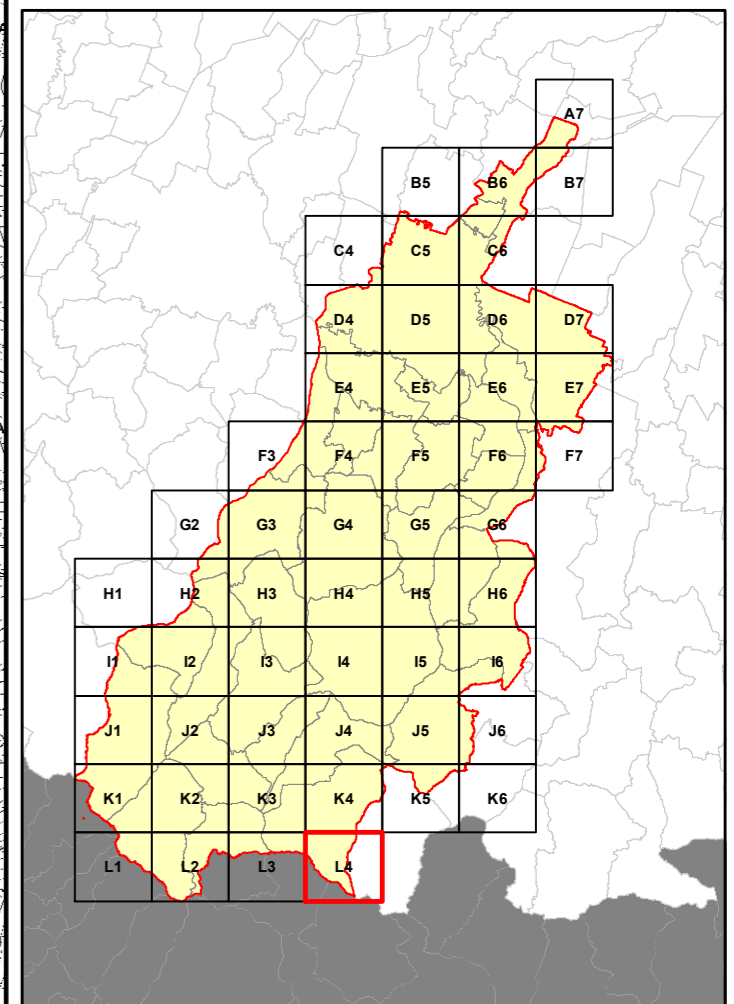 A7
B5 B6 B7
C4 C5 C6
D4 D5 D6 D7
E4 E5 E6 E7
F3 F4 F5 F6 F7
G2 G3 G4 G5 G6
H1 H2 H3 H4 H5 H6
I1 I2 I3 I4 I5 I6
J1 J2 J3 J4 J5 J6
K1 K2 K3 K4 K5 K6
L1 L2 L3 L4